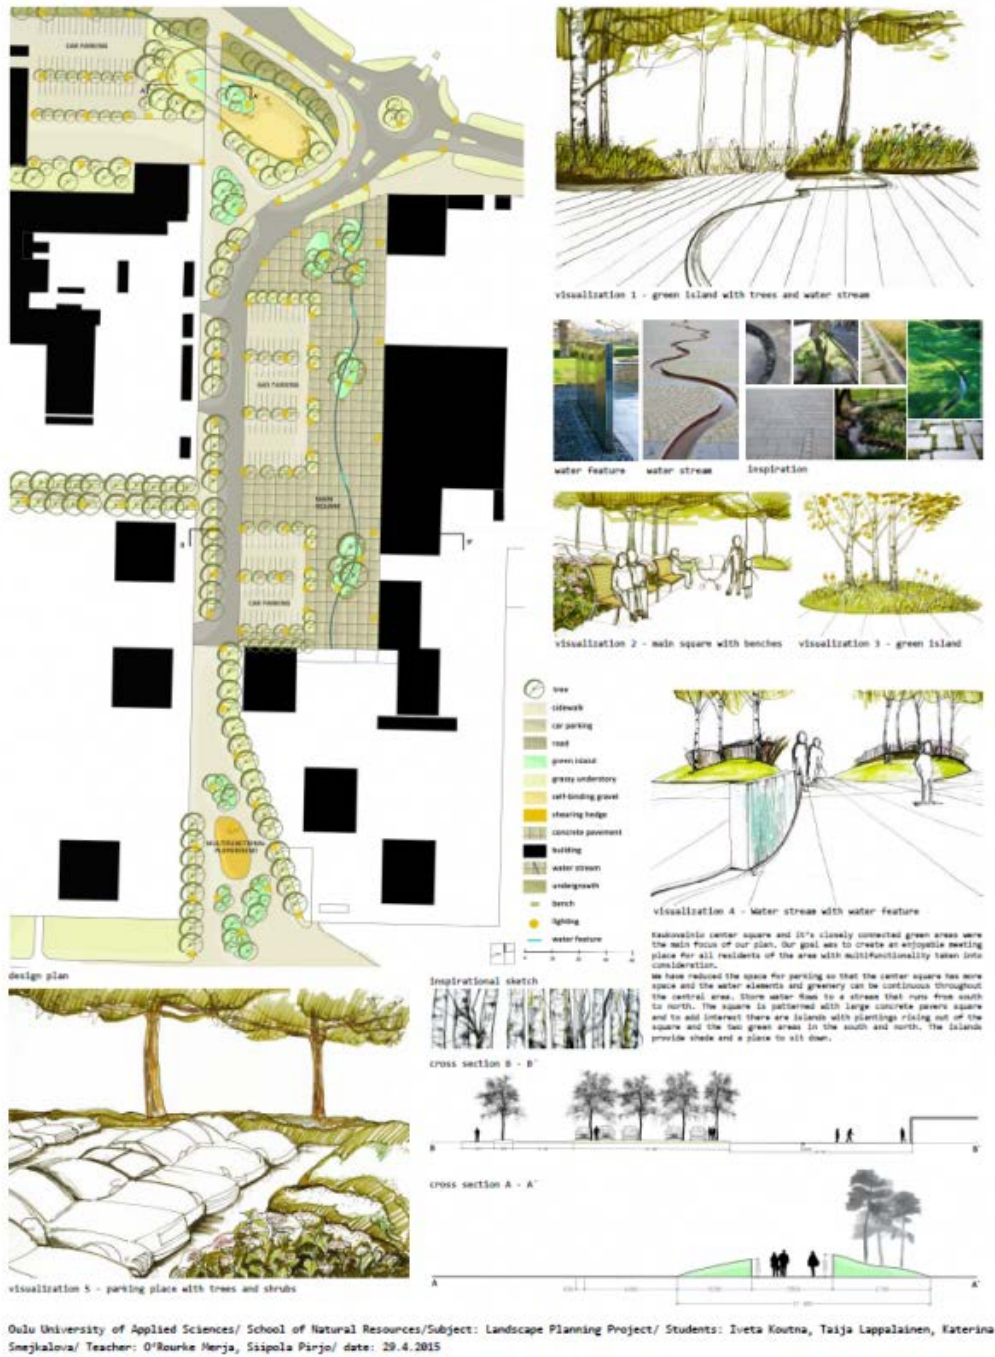 CAR PARKING
A
A'
visualization 1 - green island with trees and water stream
water feature
water stream
inspiration
CAR PARKING
MAIN
SQUARE
B
B'
CAR PARKING
visualization 2 - main square with benches
visualization 3 - green island
tree
sidewalk
car parking
road
green island
grassy understory
self-binding gravel
shearing hedge
concrete pavement
building
water stream
undergrowth
bench
lighting
water feature
MULTIFUNCTIONAL
PLAYGROUND
visualization 4 - Water stream with water feature
Kaukovainio center square and it's closely connected green areas were
the main focus of our plan. Our goal was to create an enjoyable meeting
place for all residents of the area with multifunctionality taken into
consideration.
We have reduced the space for parking so that the center square has more
space and the water elements and greenery can be continuous throughout
the central area. Storm water flows to a stream that runs from south
to north. The square is patterned with large concrete pavers square
and to add interest there are islands with plantings rising out of the
square and the two green areas in the south and north. The islands
provide shade and a place to sit down.
design plan
inspirational sketch
cross section B - B´
B
B´
cross section A - A´
A
A´
visualization 5 - parking place with trees and shrubs
Oulu University of Applied Sciences/ School of Natural Resources/Subject: Landscape Planning Project/ Students: Iveta Koutna, Taija Lappalainen, Katerina
Smejkalova/ Teacher: O'Rourke Merja, Siipola Pirjo/ date: 29.4.2015